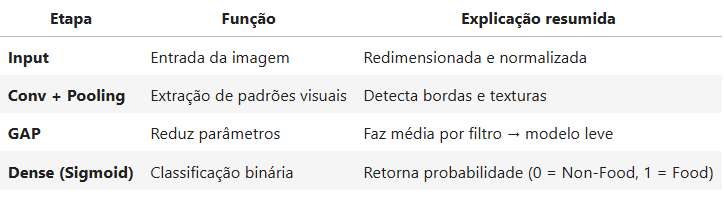 Etapa Função Explicação resumida
Input Entrada da imagem Redimensionada e normalizada
Conv + Pooling Extração de padrões visuais Detecta bordas e texturas
GAP Reduz parâmetros Faz média por filtro → modelo leve
Dense (Sigmoid) Classificação binária Retorna probabilidade (0 = Non-Food, 1 = Food)